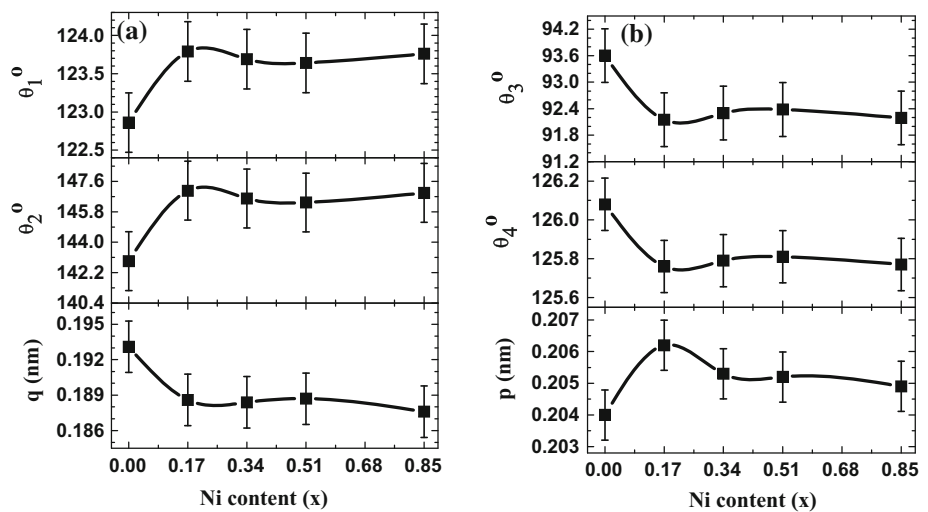 (a)
θ₁°
124.0
123.5
123.0
122.5
θ₂°
147.6
145.8
144.0
142.2
140.4
q (nm)
0.195
0.192
0.189
0.186
0.00 0.17 0.34 0.51 0.68 0.85
Ni content (x)
(b)
θ₃°
94.2
93.6
93.0
92.4
91.8
91.2
θ₄°
126.2
126.0
125.8
125.6
p (nm)
0.207
0.206
0.205
0.204
0.203
0.00 0.17 0.34 0.51 0.68 0.85
Ni content (x)